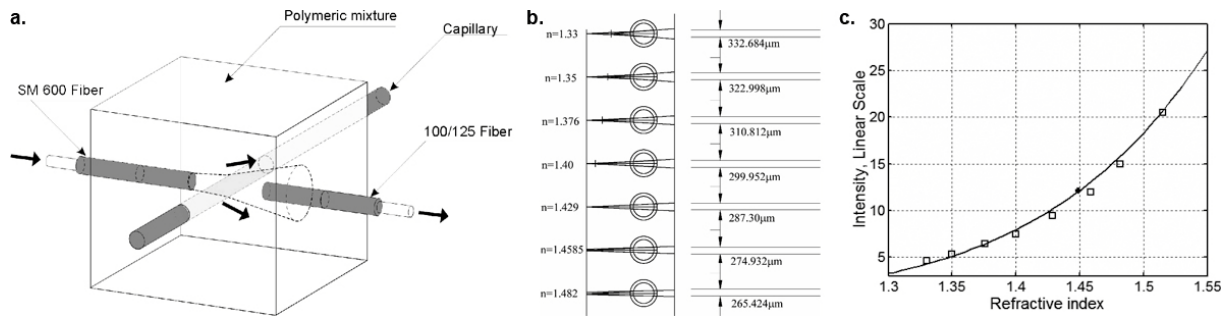 a.
Polymeric mixture
Capillary
SM 600 Fiber
100/125 Fiber
b.
n=1.33
332.684µm
n=1.35
322.998µm
n=1.376
310.812µm
n=1.40
299.952µm
n=1.429
287.30µm
n=1.4585
274.932µm
n=1.482
265.424µm
c.
Intensity, Linear Scale
30
25
20
15
10
5
1.3 1.35 1.4 1.45 1.5 1.55
Refractive index